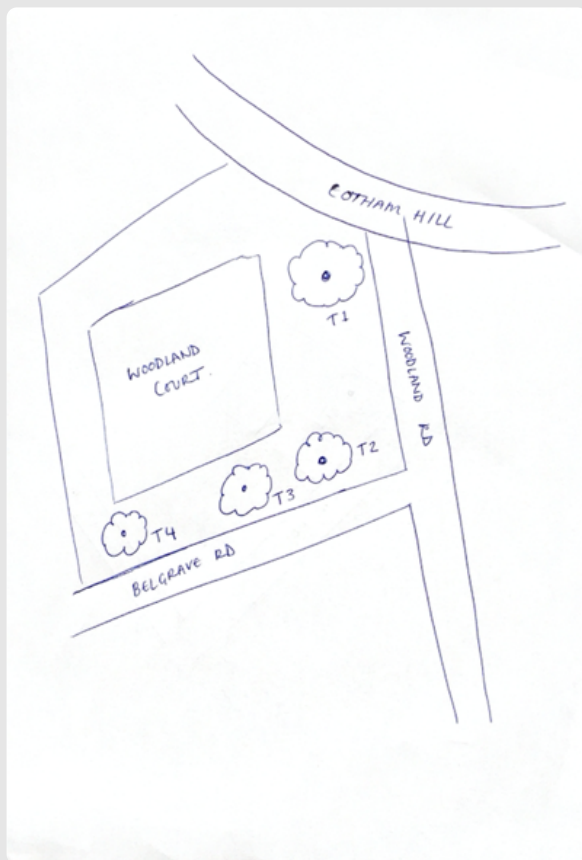 COTHAM HILL
T1
WOODLAND
COURT.
WOODLAND RD
T2
T3
T4
BELGRAVE RD